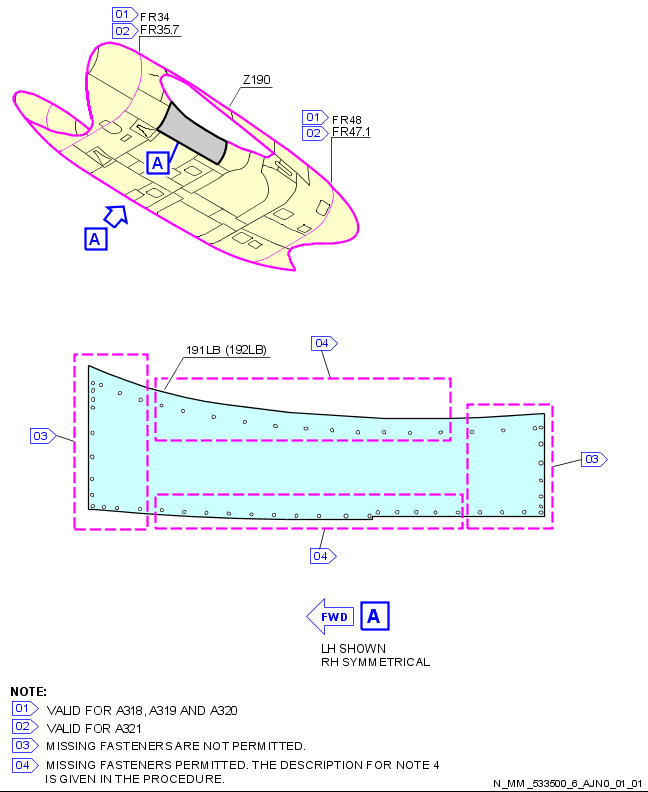 01 FR34
02 FR35.7
Z190
01 FR48
02 FR47.1
A
A
191LB (192LB)
04
03
03
04
FWD A
LH SHOWN
RH SYMMETRICAL
NOTE:
01 VALID FOR A318, A319 AND A320
02 VALID FOR A321
03 MISSING FASTENERS ARE NOT PERMITTED.
04 MISSING FASTENERS PERMITTED. THE DESCRIPTION FOR NOTE 4
IS GIVEN IN THE PROCEDURE.
N_MM_533500_6_AJN0_01_01